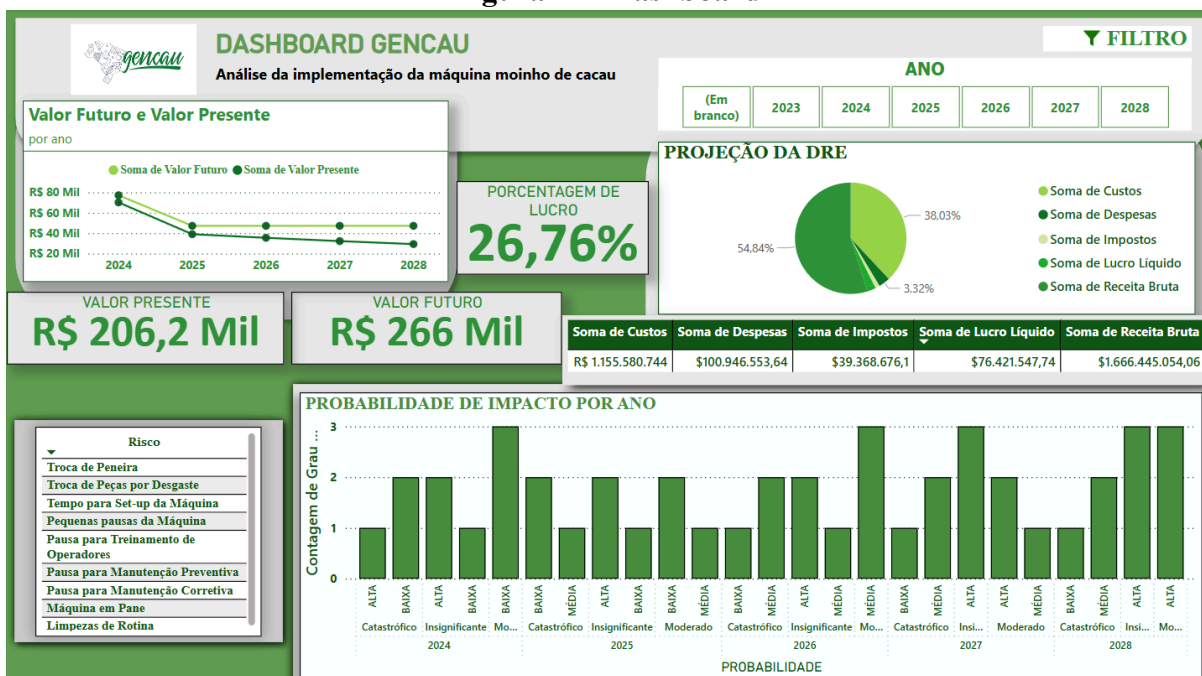 gencau
DASHBOARD GENCAU
Análise da implementação da máquina moinho de cacau
FILTRO
ANO
(Em branco)
2023
2024
2025
2026
2027
2028
Valor Futuro e Valor Presente
por ano
Soma de Valor Futuro
Soma de Valor Presente
R$ 80 Mil
R$ 60 Mil
R$ 40 Mil
R$ 20 Mil
2024
2025
2026
2027
2028
PORCENTAGEM DE
LUCRO
26,76%
PROJEÇÃO DA DRE
38,03%
54,84%
3,32%
Soma de Custos
Soma de Despesas
Soma de Impostos
Soma de Lucro Líquido
Soma de Receita Bruta
VALOR PRESENTE
R$ 206,2 Mil
VALOR FUTURO
R$ 266 Mil
Soma de Custos Soma de Despesas Soma de Impostos Soma de Lucro Líquido Soma de Receita Bruta
R$ 1.155.580.744 $100.946.553,64 $39.368.676,1 $76.421.547,74 $1.666.445.054,06
Risco
Troca de Peneira
Troca de Peças por Desgaste
Tempo para Set-up da Máquina
Pequenas pausas da Máquina
Pausa para Treinamento de
Operadores
Pausa para Manutenção Preventiva
Pausa para Manutenção Corretiva
Máquina em Pane
Limpezas de Rotina
PROBABILIDADE DE IMPACTO POR ANO
Contagem de Grau ...
3
2
1
0
ALTA BAIXA ALTA BAIXA BAIXA BAIXA MÉDIA ALTA BAIXA BAIXA MÉDIA BAIXA MÉDIA ALTA BAIXA MÉDIA BAIXA MÉDIA ALTA ALTA MÉDIA BAIXA MÉDIA ALTA ALTA
Catastrófico Insignificante Mo... Catastrófico Insignificante Moderado Catastrófico Insignificante Mo... Catastrófico Insi... Moderado Catastrófico Insi... Mo...
2024 2025 2026 2027 2028
PROBABILIDADE